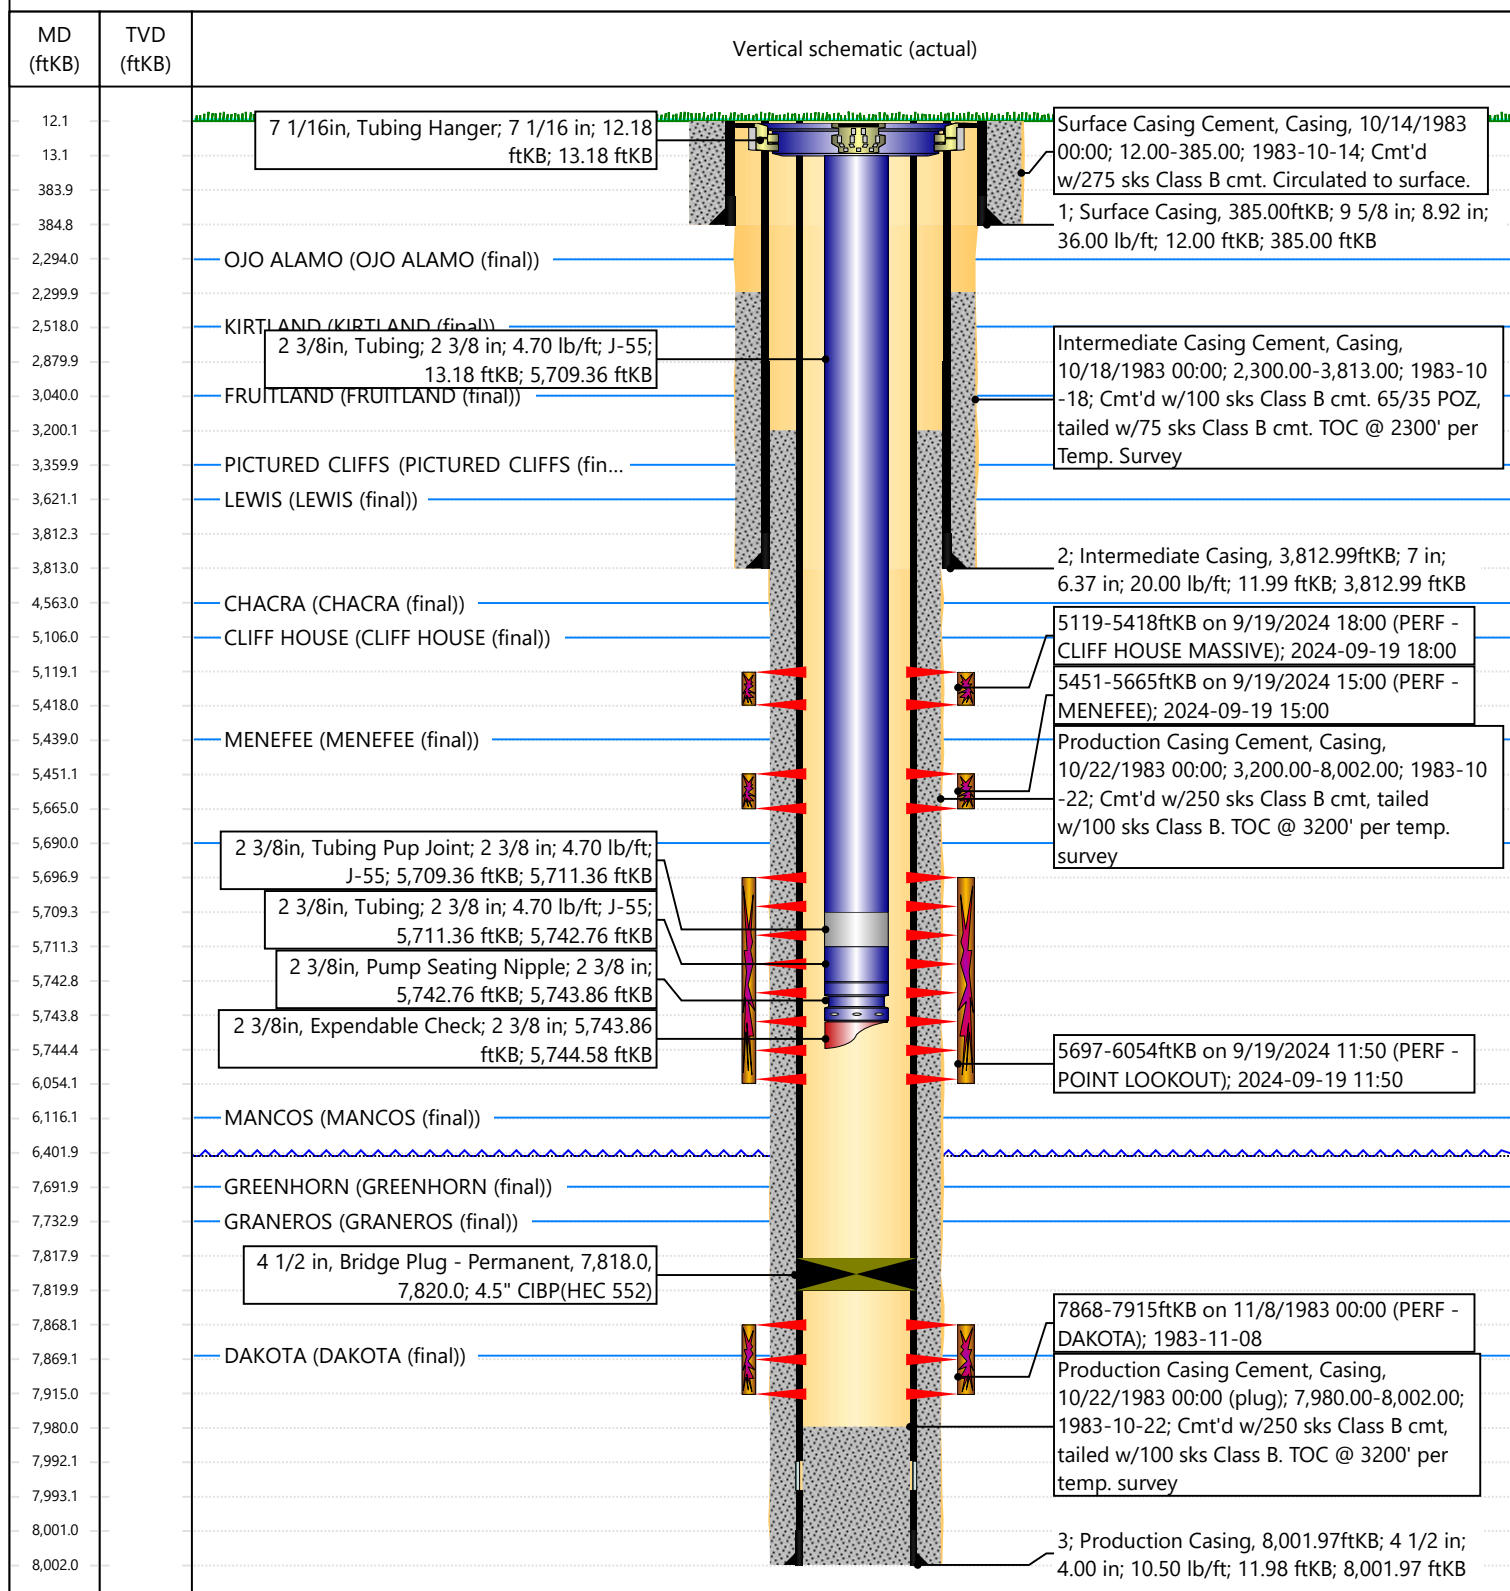 MD
(ftKB)
TVD
(ftKB)
Vertical schematic (actual)
12.1
13.1
383.9
384.8
2,294.0
2,299.9
2,518.0
2,879.9
3,040.0
3,200.1
3,359.9
3,621.1
3,812.3
3,813.0
4,563.0
5,106.0
5,119.1
5,418.0
5,439.0
5,451.1
5,665.0
5,690.0
5,696.9
5,709.3
5,711.3
5,742.8
5,743.8
5,744.4
6,054.1
6,116.1
6,401.9
7,691.9
7,732.9
7,817.9
7,819.9
7,868.1
7,869.1
7,915.0
7,980.0
7,992.1
7,993.1
8,001.0
8,002.0
7 1/16in, Tubing Hanger; 7 1/16 in; 12.18
ftKB; 13.18 ftKB
OJO ALAMO (OJO ALAMO (final))
KIRTLAND (KIRTLAND (final))
2 3/8in, Tubing; 2 3/8 in; 4.70 lb/ft; J-55;
13.18 ftKB; 5,709.36 ftKB
FRUITLAND (FRUITLAND (final))
PICTURED CLIFFS (PICTURED CLIFFS (fin...
LEWIS (LEWIS (final))
CHACRA (CHACRA (final))
CLIFF HOUSE (CLIFF HOUSE (final))
MENEFEE (MENEFEE (final))
2 3/8in, Tubing Pup Joint; 2 3/8 in; 4.70 lb/ft;
J-55; 5,709.36 ftKB; 5,711.36 ftKB
2 3/8in, Tubing; 2 3/8 in; 4.70 lb/ft; J-55;
5,711.36 ftKB; 5,742.76 ftKB
2 3/8in, Pump Seating Nipple; 2 3/8 in;
5,742.76 ftKB; 5,743.86 ftKB
2 3/8in, Expendable Check; 2 3/8 in; 5,743.86
ftKB; 5,744.58 ftKB
MANCOS (MANCOS (final))
GREENHORN (GREENHORN (final))
GRANEROS (GRANEROS (final))
4 1/2 in, Bridge Plug - Permanent, 7,818.0,
7,820.0; 4.5" CIBP(HEC 552)
DAKOTA (DAKOTA (final))
Surface Casing Cement, Casing, 10/14/1983
00:00; 12.00-385.00; 1983-10-14; Cmt'd
w/275 sks Class B cmt. Circulated to surface.
1; Surface Casing, 385.00ftKB; 9 5/8 in; 8.92 in;
36.00 lb/ft; 12.00 ftKB; 385.00 ftKB
Intermediate Casing Cement, Casing,
10/18/1983 00:00; 2,300.00-3,813.00; 1983-10
-18; Cmt'd w/100 sks Class B cmt. 65/35 POZ,
tailed w/75 sks Class B cmt. TOC @ 2300' per
Temp. Survey
2; Intermediate Casing, 3,812.99ftKB; 7 in;
6.37 in; 20.00 lb/ft; 11.99 ftKB; 3,812.99 ftKB
5119-5418ftKB on 9/19/2024 18:00 (PERF -
CLIFF HOUSE MASSIVE); 2024-09-19 18:00
5451-5665ftKB on 9/19/2024 15:00 (PERF -
MENEFEE); 2024-09-19 15:00
Production Casing Cement, Casing,
10/22/1983 00:00; 3,200.00-8,002.00; 1983-10
-22; Cmt'd w/250 sks Class B cmt, tailed
w/100 sks Class B. TOC @ 3200' per temp.
survey
5697-6054ftKB on 9/19/2024 11:50 (PERF -
POINT LOOKOUT); 2024-09-19 11:50
7868-7915ftKB on 11/8/1983 00:00 (PERF -
DAKOTA); 1983-11-08
Production Casing Cement, Casing,
10/22/1983 00:00 (plug); 7,980.00-8,002.00;
1983-10-22; Cmt'd w/250 sks Class B cmt,
tailed w/100 sks Class B. TOC @ 3200' per
temp. survey
3; Production Casing, 8,001.97ftKB; 4 1/2 in;
4.00 in; 10.50 lb/ft; 11.98 ftKB; 8,001.97 ftKB